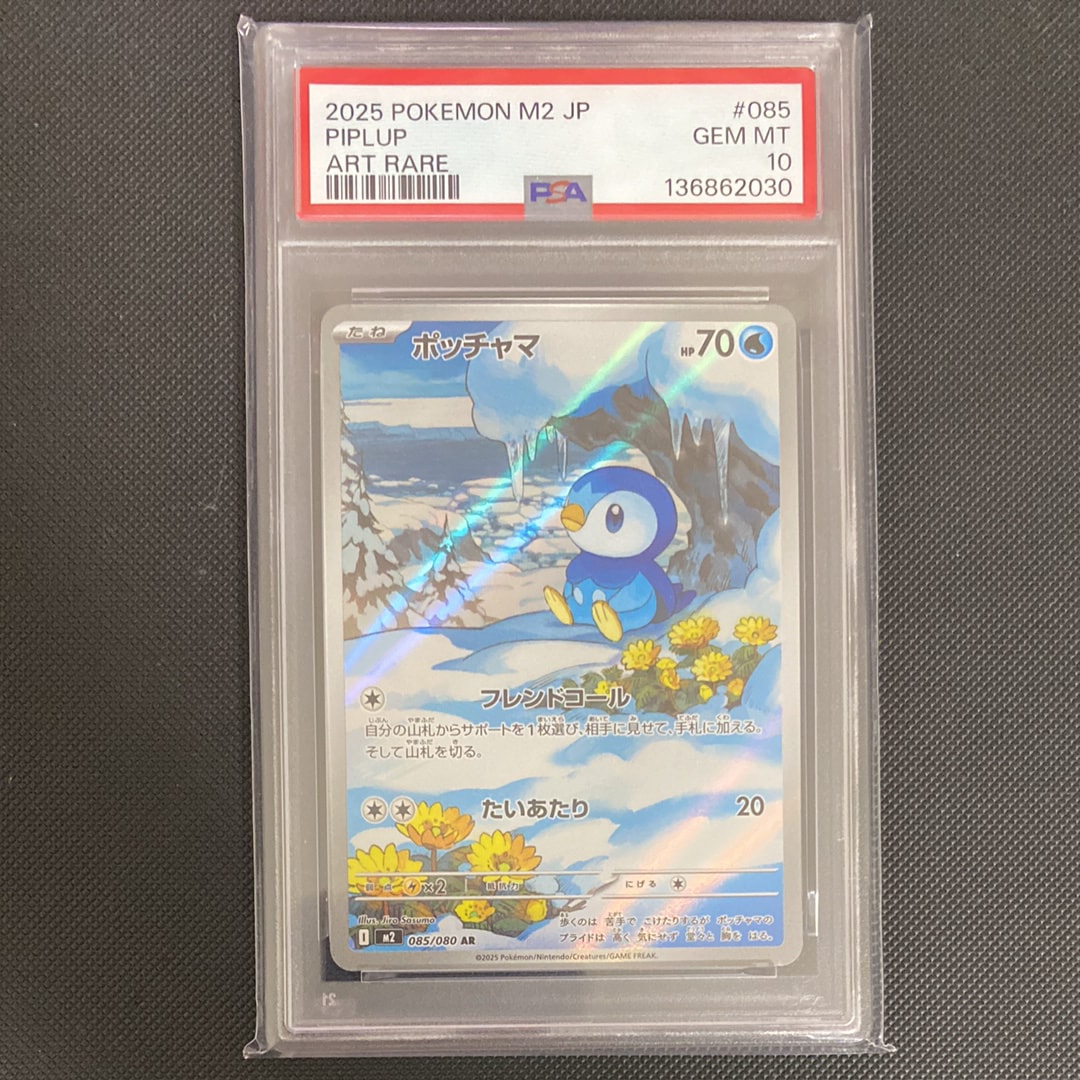 2025 POKEMON M2 JP #085
PIPLUP GEM MT
ART RARE 10
PSA 136862030
たね ポッチャマ HP70
フレンドコール
自分の山札からサポートを1枚選び、相手に見せて、手札に加える。
そして山札を切る。
たいあたり 20
弱点 ×2 抵抗力 にげる
Illus. Jiro Sasumo
歩くのは 苦手で こけたりするが ポッチャマの
プライドは 高く 気にせず 堂々と 胸を はる。
I M2 085/080 AR
©2025 Pokémon/Nintendo/Creatures/GAME FREAK.